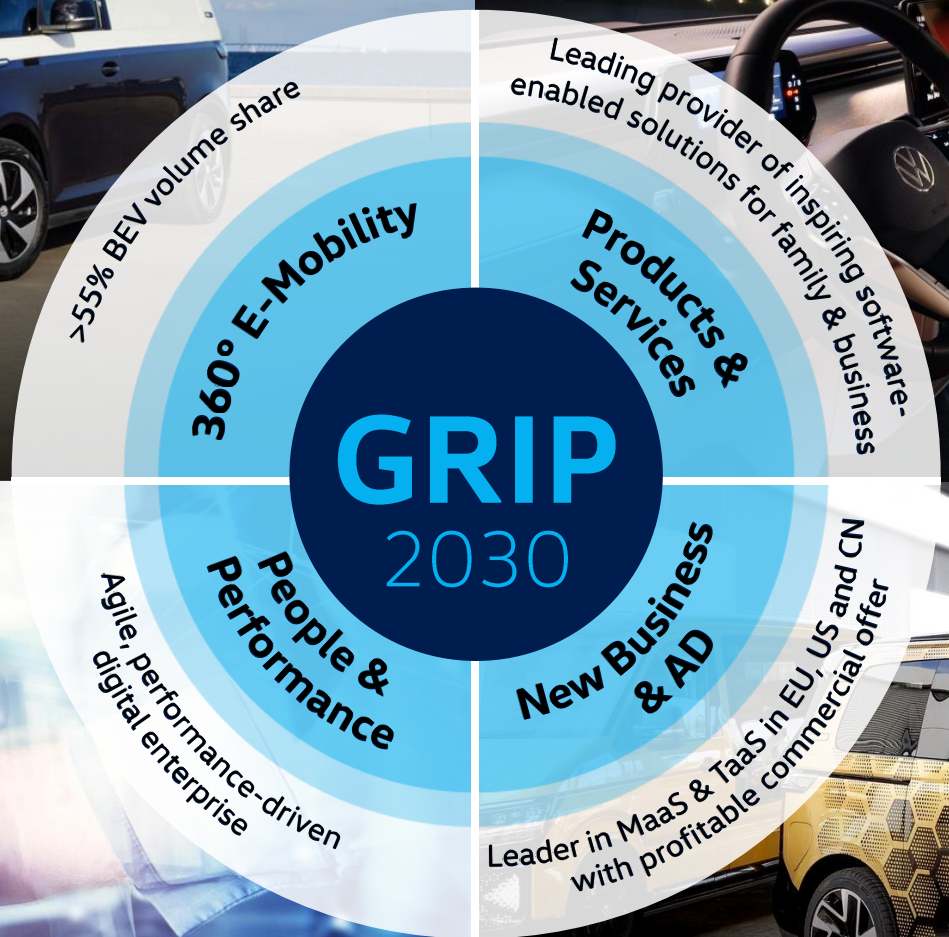 >55% BEV volume share
360° E-Mobility
Leading provider of inspiring software-
enabled solutions for family & business
Products &
Services
GRIP
2030
People &
Performance
Agile, performance-driven
digital enterprise
New Business
& AD
Leader in MaaS & TaaS in EU, US and CN
with profitable commercial offer